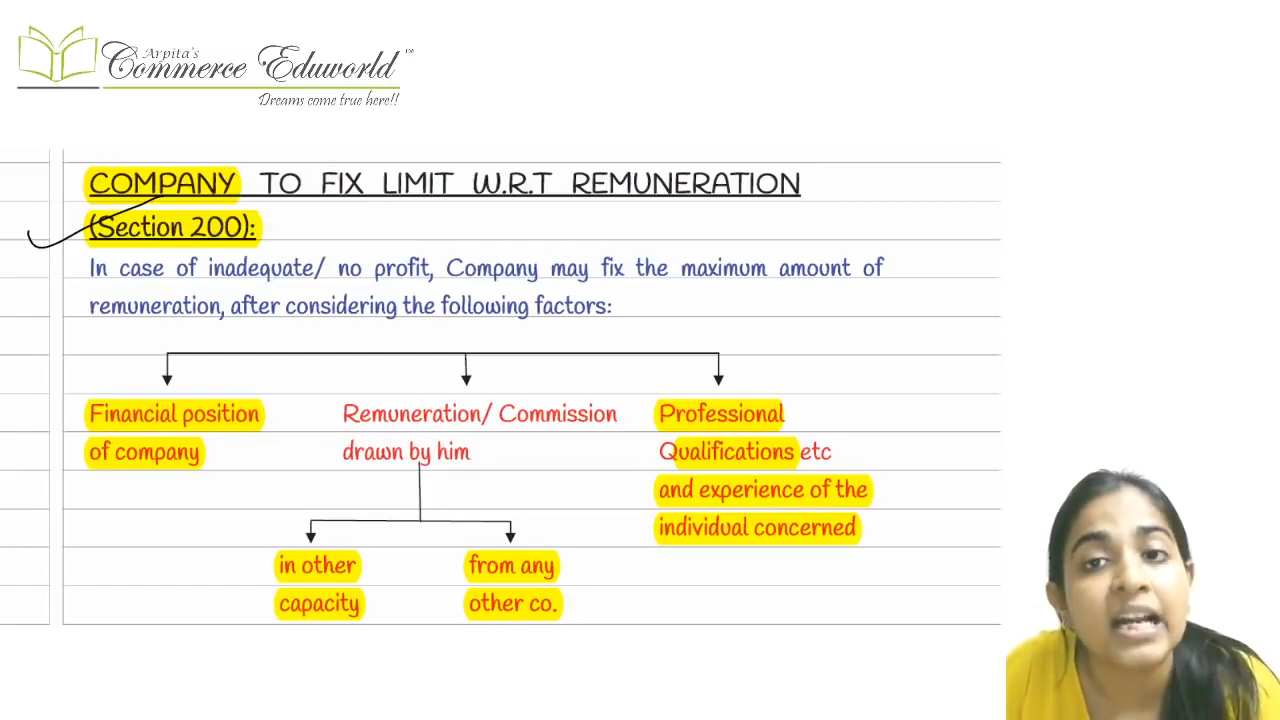 Arpita's
Commerce Eduworld™
Dreams come true here!!
COMPANY TO FIX LIMIT W.R.T REMUNERATION
(Section 200):
In case of inadequate/ no profit, Company may fix the maximum amount of
remuneration, after considering the following factors:
Financial position
of company
Remuneration/ Commission
drawn by him
Professional
Qualifications etc
and experience of the
individual concerned
in other
capacity
from any
other co.